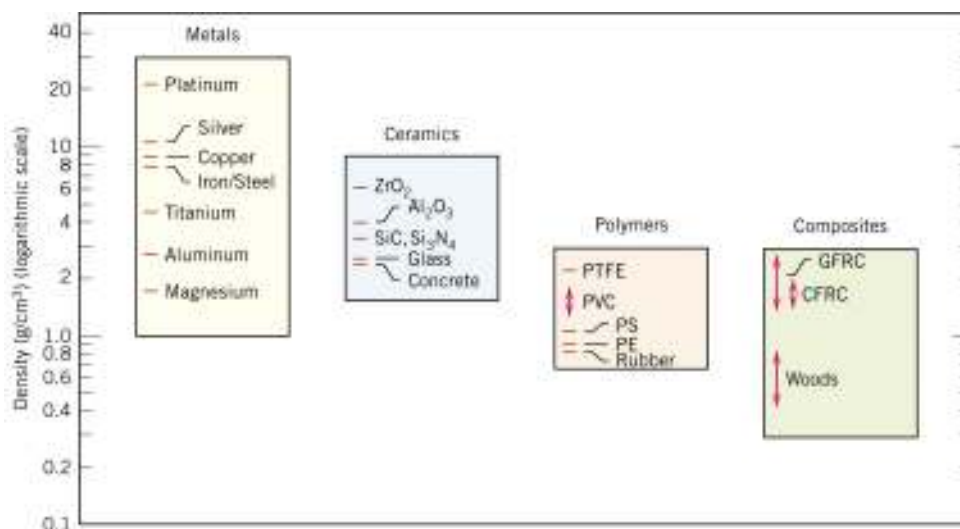 Density (g/cm³) (logarithmic scale)
40
20
10
8
6
4
2
1.0
0.8
0.6
0.4
0.2
0.1
Metals
Platinum
Silver
Copper
Iron/Steel
Titanium
Aluminum
Magnesium
Ceramics
ZrO₂
Al₂O₃
SiC, Si₃N₄
Glass
Concrete
Polymers
PTFE
PVC
PS
PE
Rubber
Composites
GFRC
CFRC
Woods